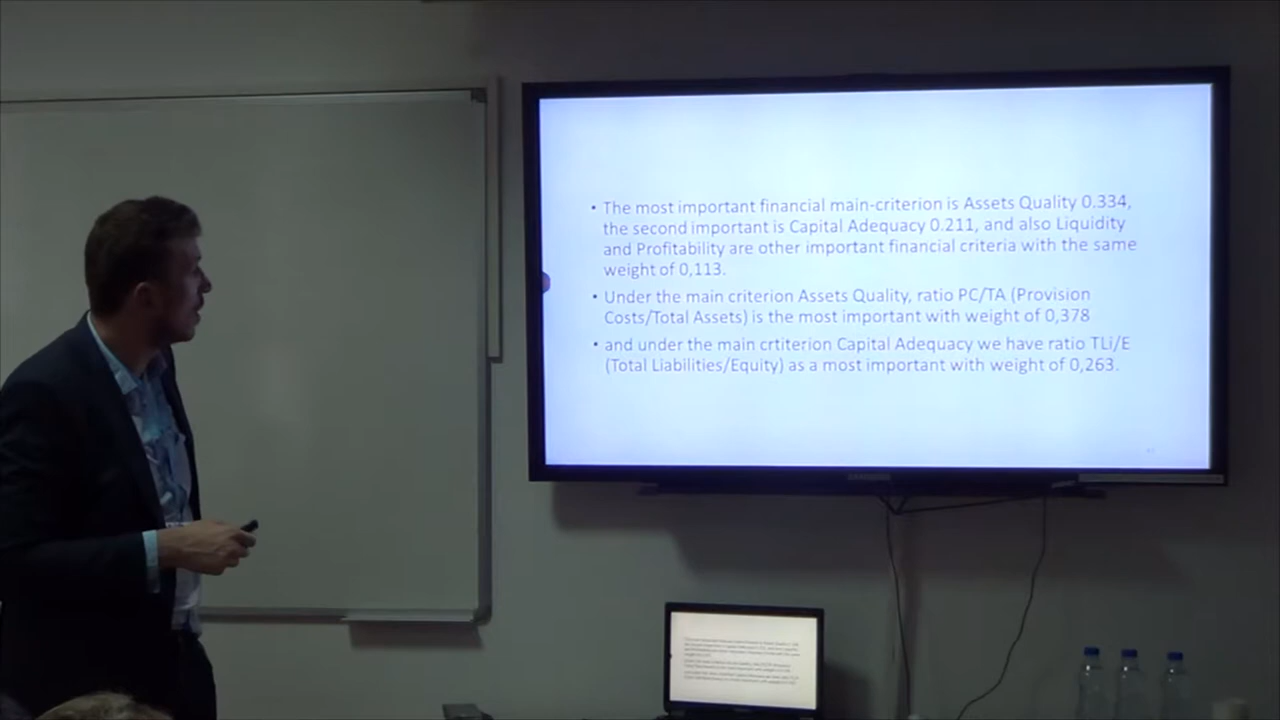 • The most important financial main-criterion is Assets Quality 0.334,
the second important is Capital Adequacy 0.211, and also Liquidity
and Profitability are other important financial criteria with the same
weight of 0,113.
• Under the main criterion Assets Quality, ratio PC/TA (Provision
Costs/Total Assets) is the most important with weight of 0,378
• and under the main crtiterion Capital Adequacy we have ratio TLi/E
(Total Liabilities/Equity) as a most important with weight of 0,263.